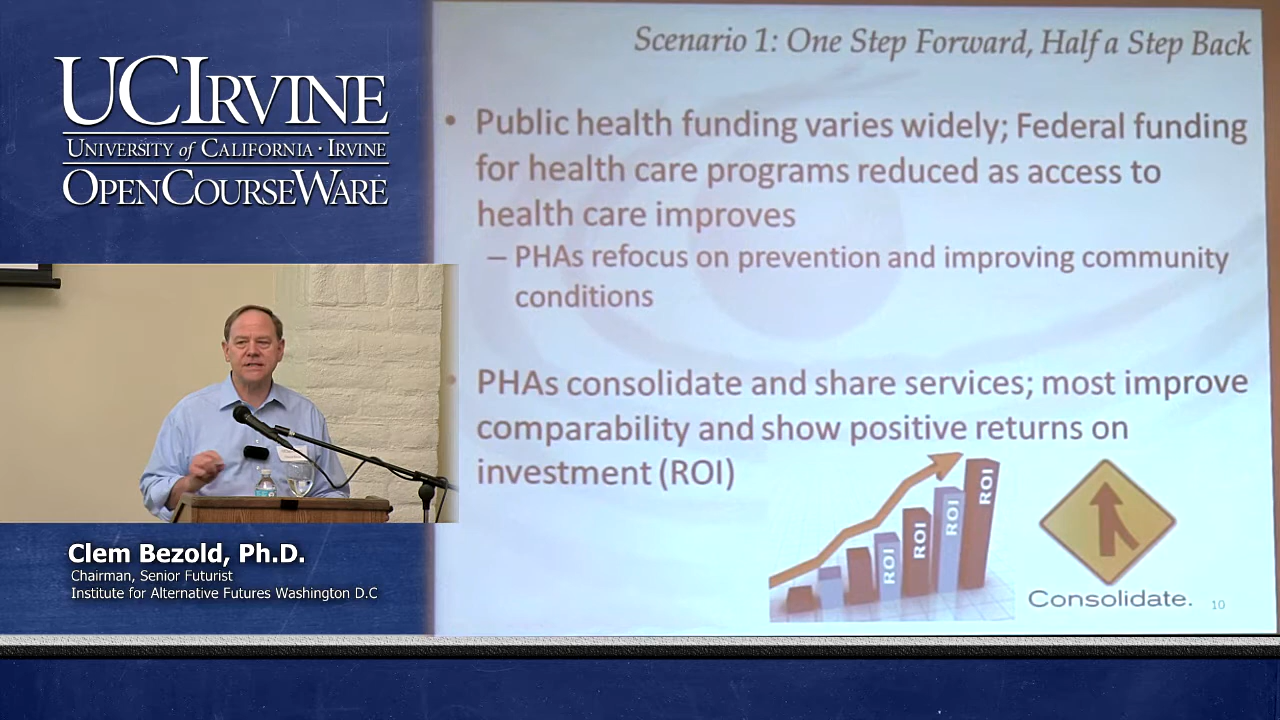 UCIRVINE
UNIVERSITY of CALIFORNIA · IRVINE
OPENCOURSEWARE
Clem Bezold, Ph.D.
Chairman, Senior Futurist
Institute for Alternative Futures Washington D.C
Scenario 1: One Step Forward, Half a Step Back
• Public health funding varies widely; Federal funding
for health care programs reduced as access to
health care improves
– PHAs refocus on prevention and improving community
conditions
• PHAs consolidate and share services; most improve
comparability and show positive returns on
investment (ROI)
ROI
ROI
ROI
ROI
Consolidate.
10